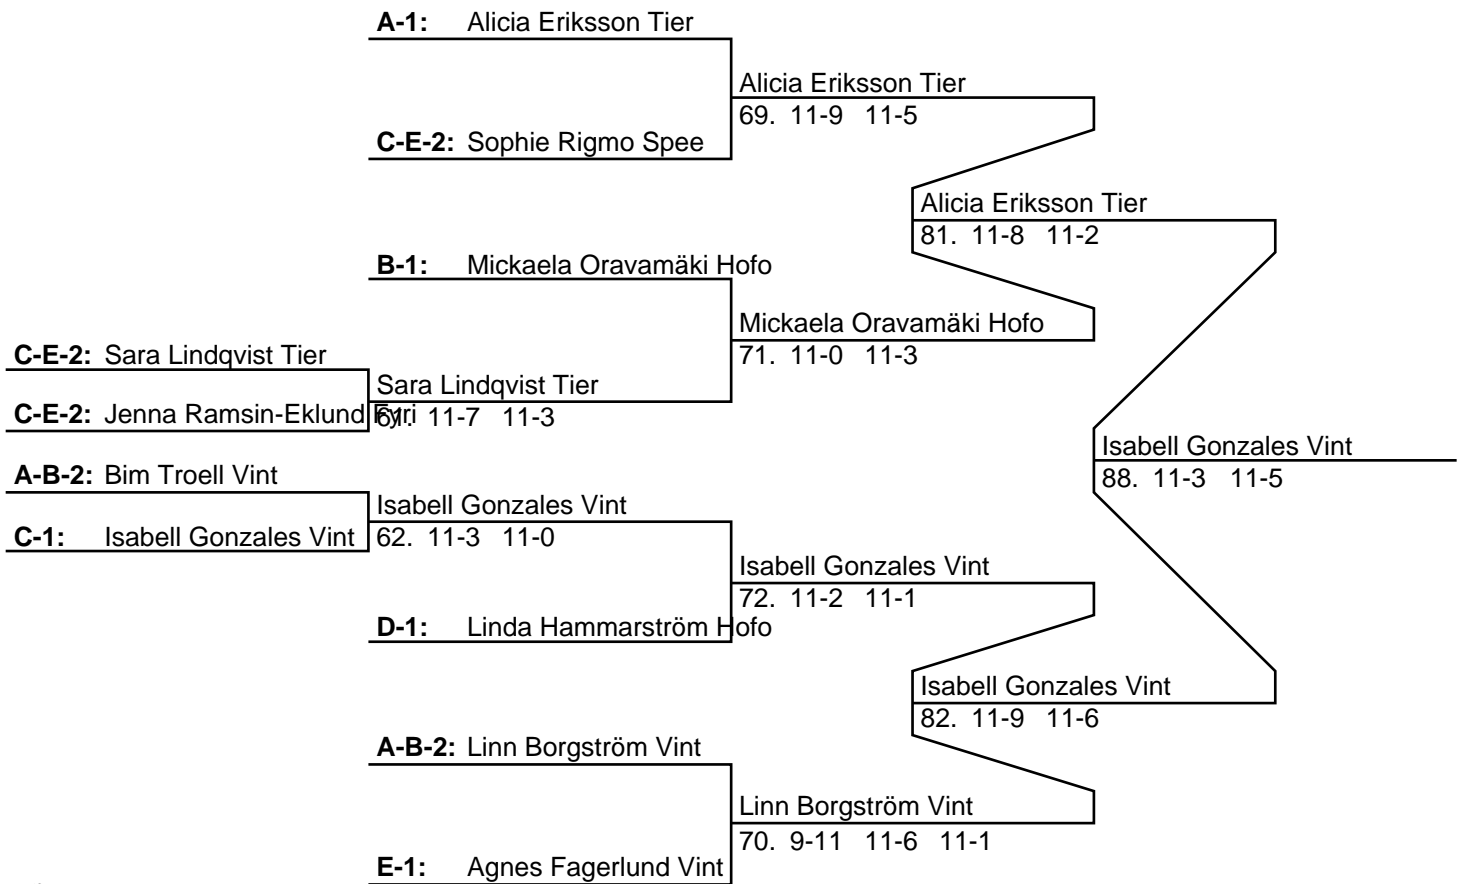 A-1: Alicia Eriksson Tier
Alicia Eriksson Tier
69. 11-9 11-5
C-E-2: Sophie Rigmo Spee
Alicia Eriksson Tier
81. 11-8 11-2
B-1: Mickaela Oravamäki Hofo
Mickaela Oravamäki Hofo
71. 11-0 11-3
C-E-2: Sara Lindqvist Tier
Sara Lindqvist Tier
61. 11-7 11-3
C-E-2: Jenna Ramsin-Eklund Fyri
Isabell Gonzales Vint
88. 11-3 11-5
A-B-2: Bim Troell Vint
Isabell Gonzales Vint
62. 11-3 11-0
C-1: Isabell Gonzales Vint
Isabell Gonzales Vint
72. 11-2 11-1
D-1: Linda Hammarström Hofo
Isabell Gonzales Vint
82. 11-9 11-6
A-B-2: Linn Borgström Vint
Linn Borgström Vint
70. 9-11 11-6 11-1
E-1: Agnes Fagerlund Vint